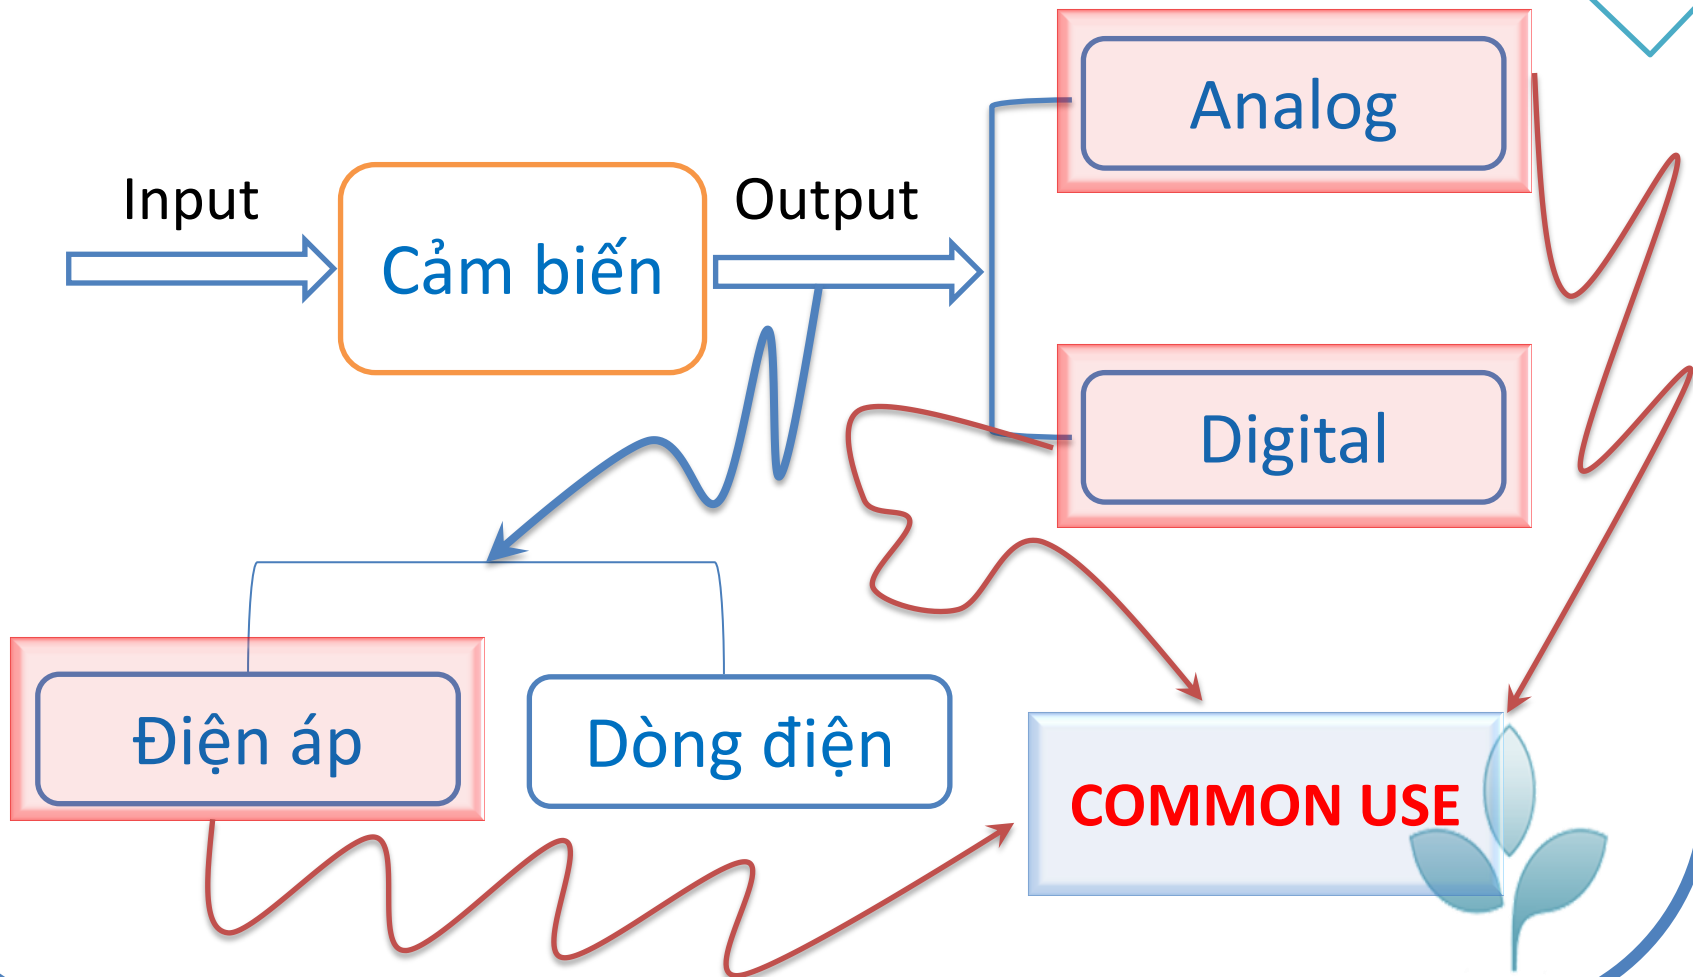 Analog
Input
Cảm biến
Output
Digital
Điện áp
Dòng điện
COMMON USE